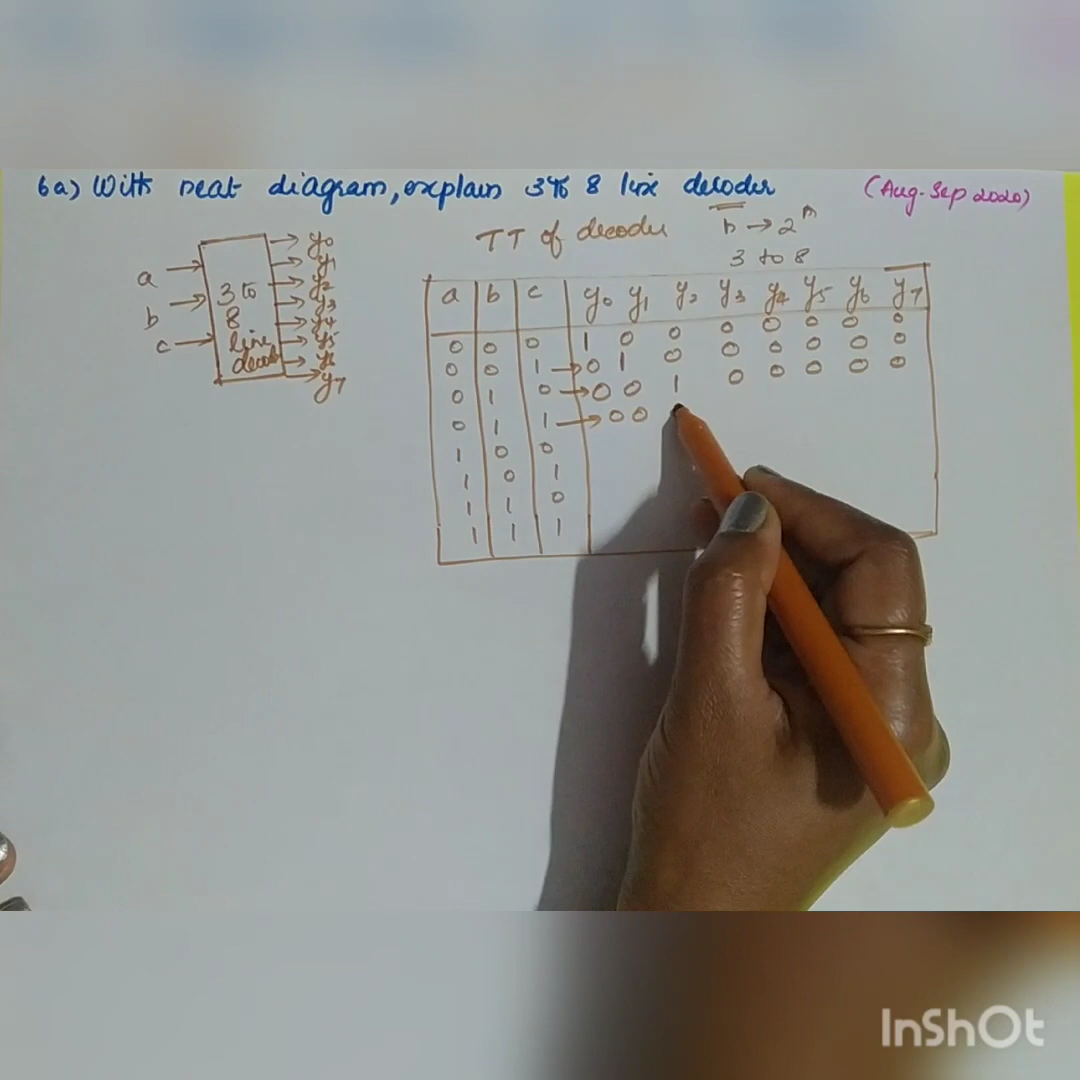 6a) With neat diagram, explain 3 to 8 line decoder (Aug-Sep 2020)
TT of decoder n → 2ⁿ
3 to 8
a
b
c
3 to
8
line
decod
y0
y1
y2
y3
y4
y5
y6
y7
a b c y0 y1 y2 y3 y4 y5 y6 y7
0 0 0 1 0 0 0 0 0 0 0
0 0 1 → 0 1 0 0 0 0 0 0
0 1 0 → 0 0 1 0 0 0 0 0
0 1 1 → 0 0
1 0 0
1 0 1
1 1 0
1 1 1
InShOt